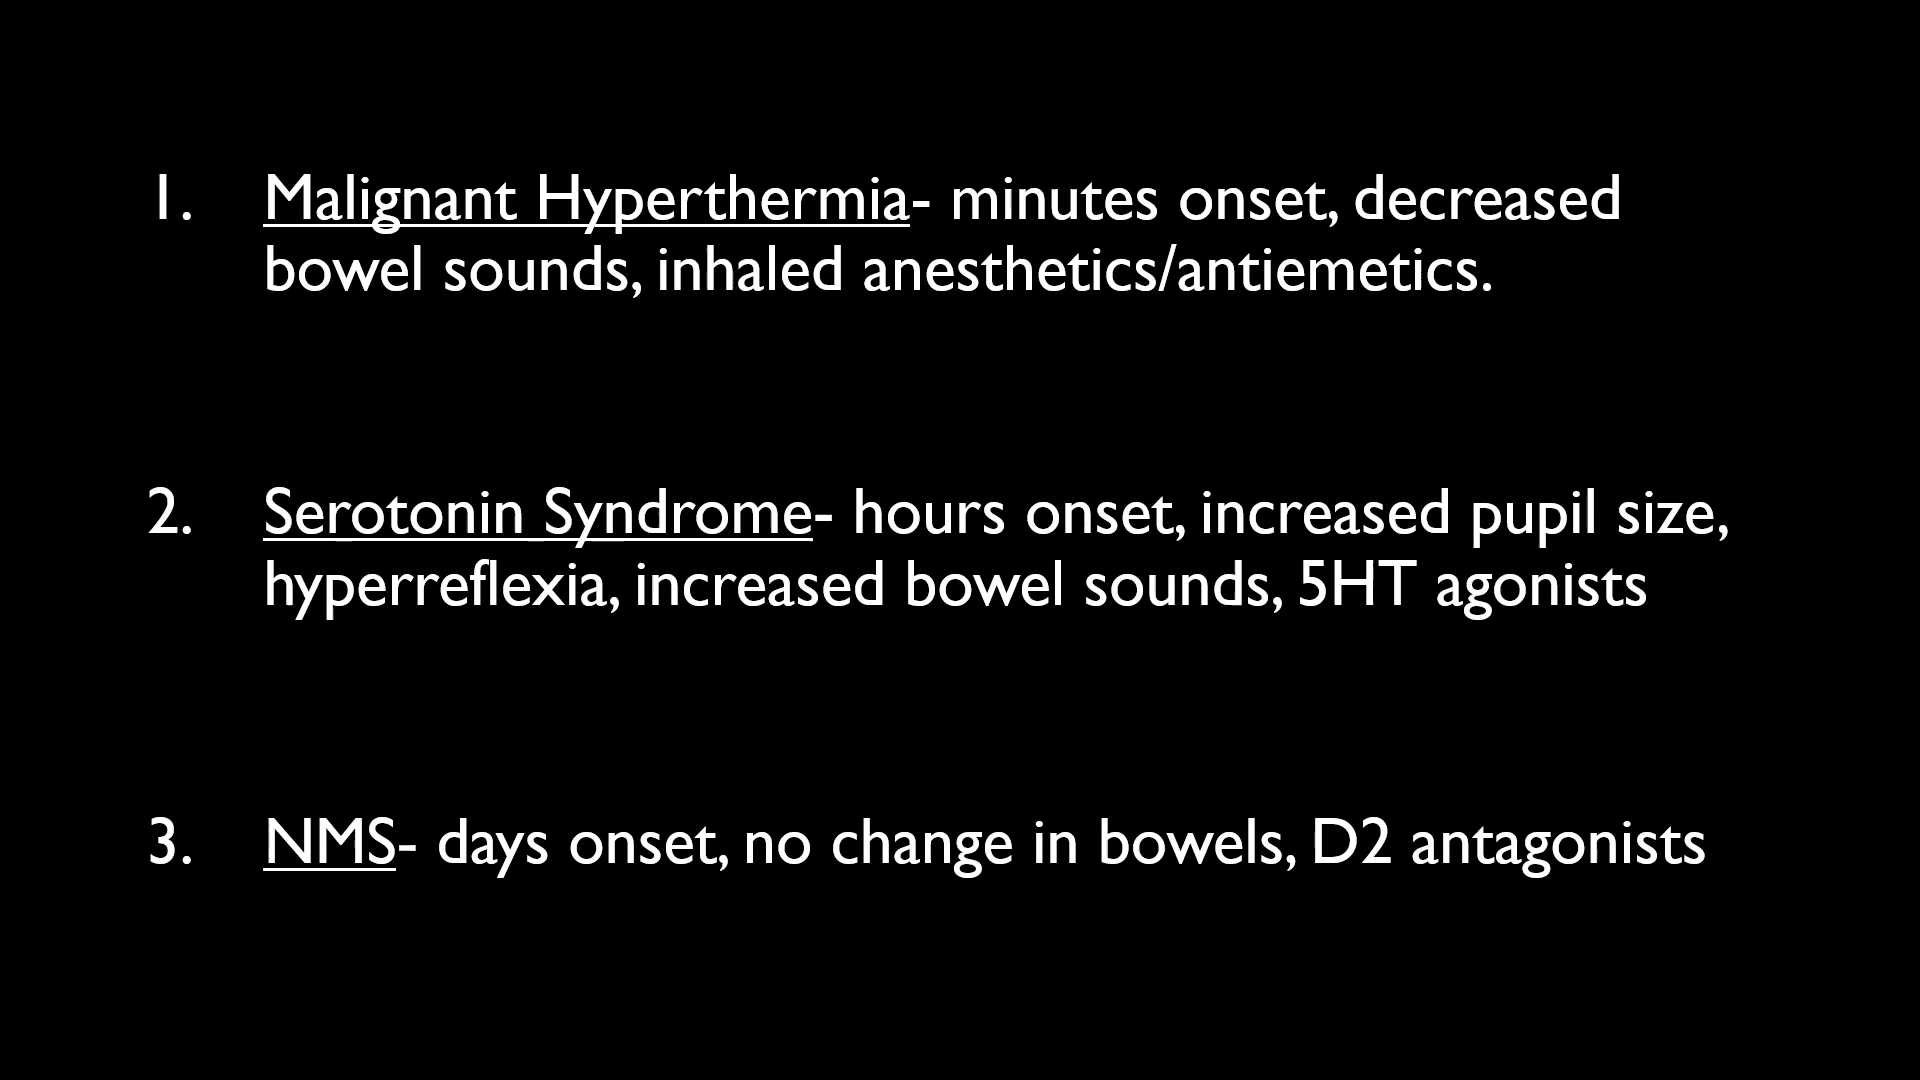 1. Malignant Hyperthermia- minutes onset, decreased
bowel sounds, inhaled anesthetics/antiemetics.
2. Serotonin Syndrome- hours onset, increased pupil size,
hyperreflexia, increased bowel sounds, 5HT agonists
3. NMS- days onset, no change in bowels, D2 antagonists